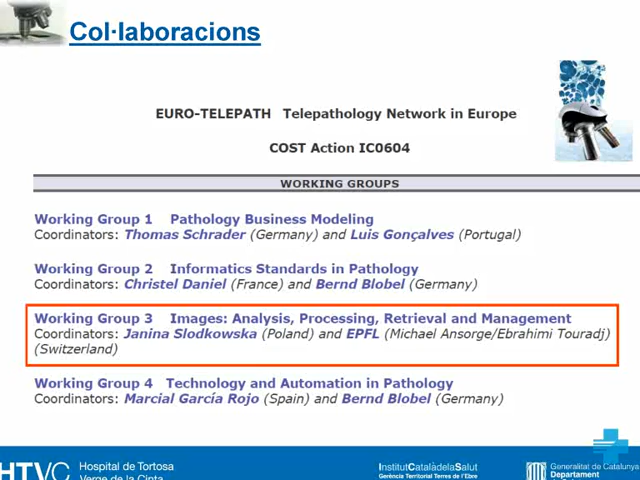 Col·laboracions
EURO-TELEPATH Telepathology Network in Europe
COST Action IC0604
WORKING GROUPS
Working Group 1 Pathology Business Modeling
Coordinators: Thomas Schrader (Germany) and Luis Gonçalves (Portugal)
Working Group 2 Informatics Standards in Pathology
Coordinators: Christel Daniel (France) and Bernd Blobel (Germany)
Working Group 3 Images: Analysis, Processing, Retrieval and Management
Coordinators: Janina Slodkowska (Poland) and EPFL (Michael Ansorge/Ebrahimi Touradj)
(Switzerland)
Working Group 4 Technology and Automation in Pathology
Coordinators: Marcial García Rojo (Spain) and Bernd Blobel (Germany)
HTVC
Hospital de Tortosa
Verge de la Cinta
InstitutCatalàdelaSalut
Gerència Territorial Terres de l'Ebre
Generalitat de Catalunya
Departament